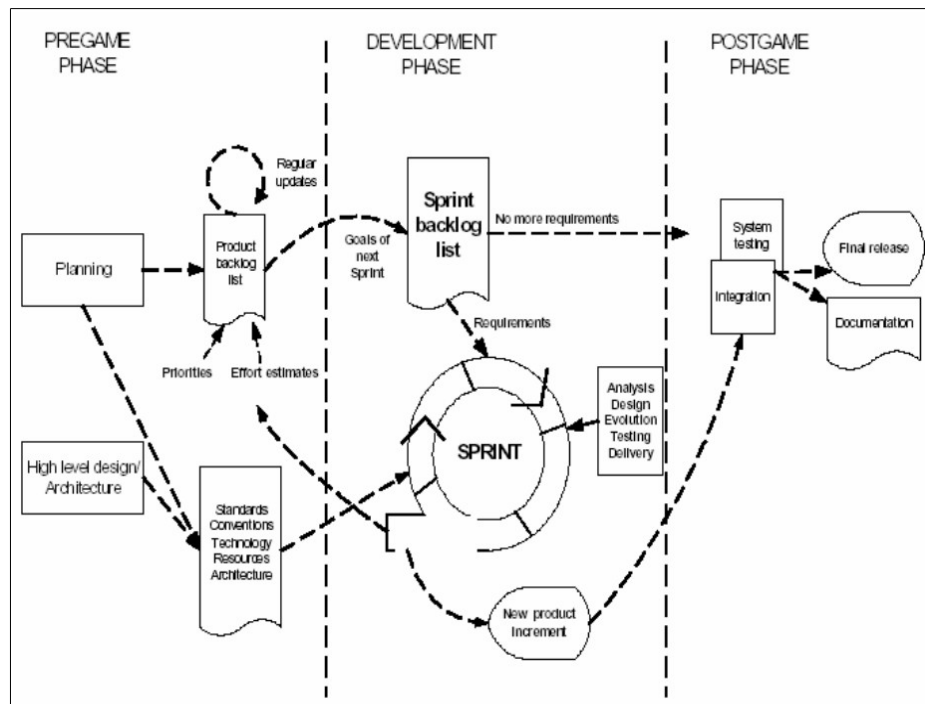 PREGAME
PHASE
DEVELOPMENT
PHASE
POSTGAME
PHASE
Regular
updates
Planning
Product
backlog
list
Goals of
next
Sprint
Sprint
backlog
list
No more requirements
System
testing
Integration
Final release
Documentation
Priorities
Effort estimates
Requirements
High level design/
Architecture
Standards
Conventions
Technology
Resources
Architecture
SPRINT
Analysis
Design
Evolution
Testing
Delivery
New product
increment